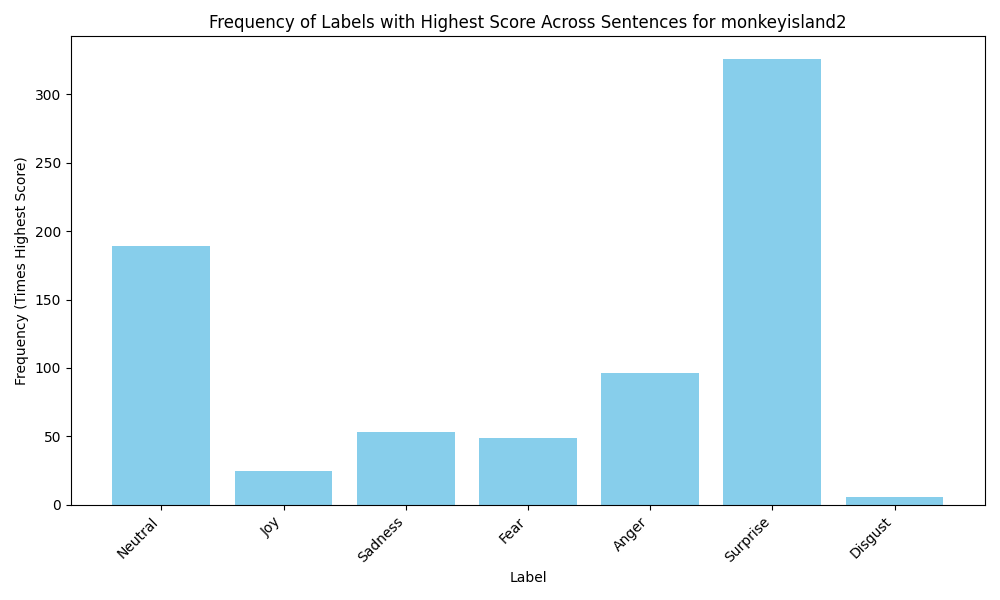 Frequency of Labels with Highest Score Across Sentences for monkeyisland2
Frequency (Times Highest Score)
300
250
200
150
100
50
0
Neutral
Joy
Sadness
Fear
Anger
Surprise
Disgust
Label